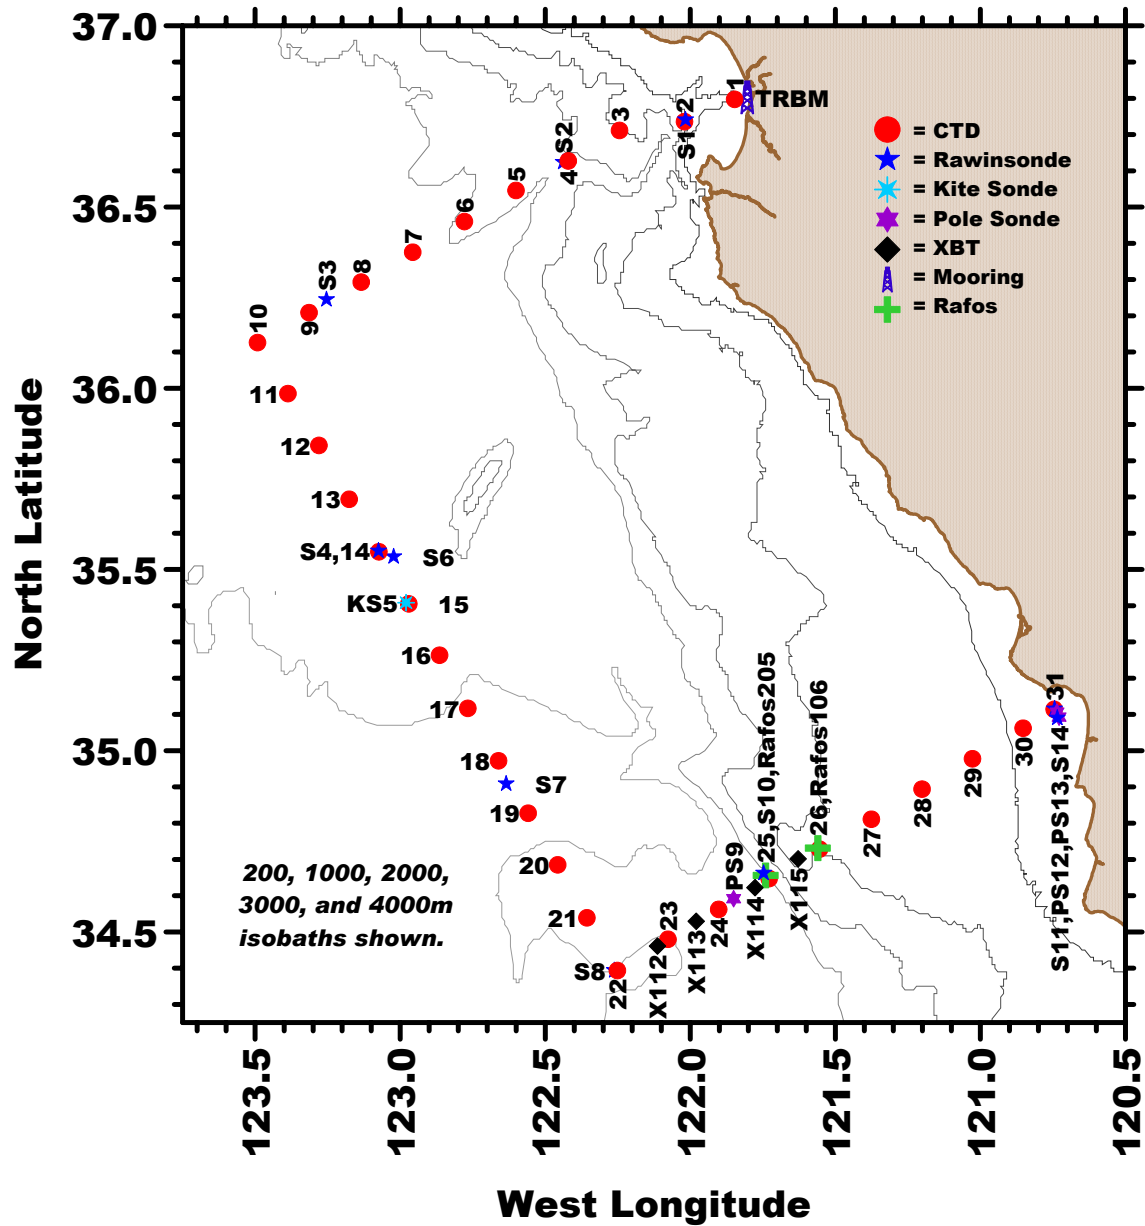 37.0
36.5
36.0
35.5
35.0
34.5
North Latitude
123.5
123.0
122.5
122.0
121.5
121.0
120.5
West Longitude
1
TRBM
2
S1
3
S2
4
5
6
7
8
S3
9
10
11
12
13
S4,14
S6
KS5
15
16
17
18
S7
19
20
21
S8
22
23
X112
X113
24
PS9
X114
25,S10,Rafos205
X115
26,Rafos106
27
28
29
30
31
S11,PS12,PS13,S14
= CTD
= Rawinsonde
= Kite Sonde
= Pole Sonde
= XBT
= Mooring
= Rafos
200, 1000, 2000,
3000, and 4000m
isobaths shown.